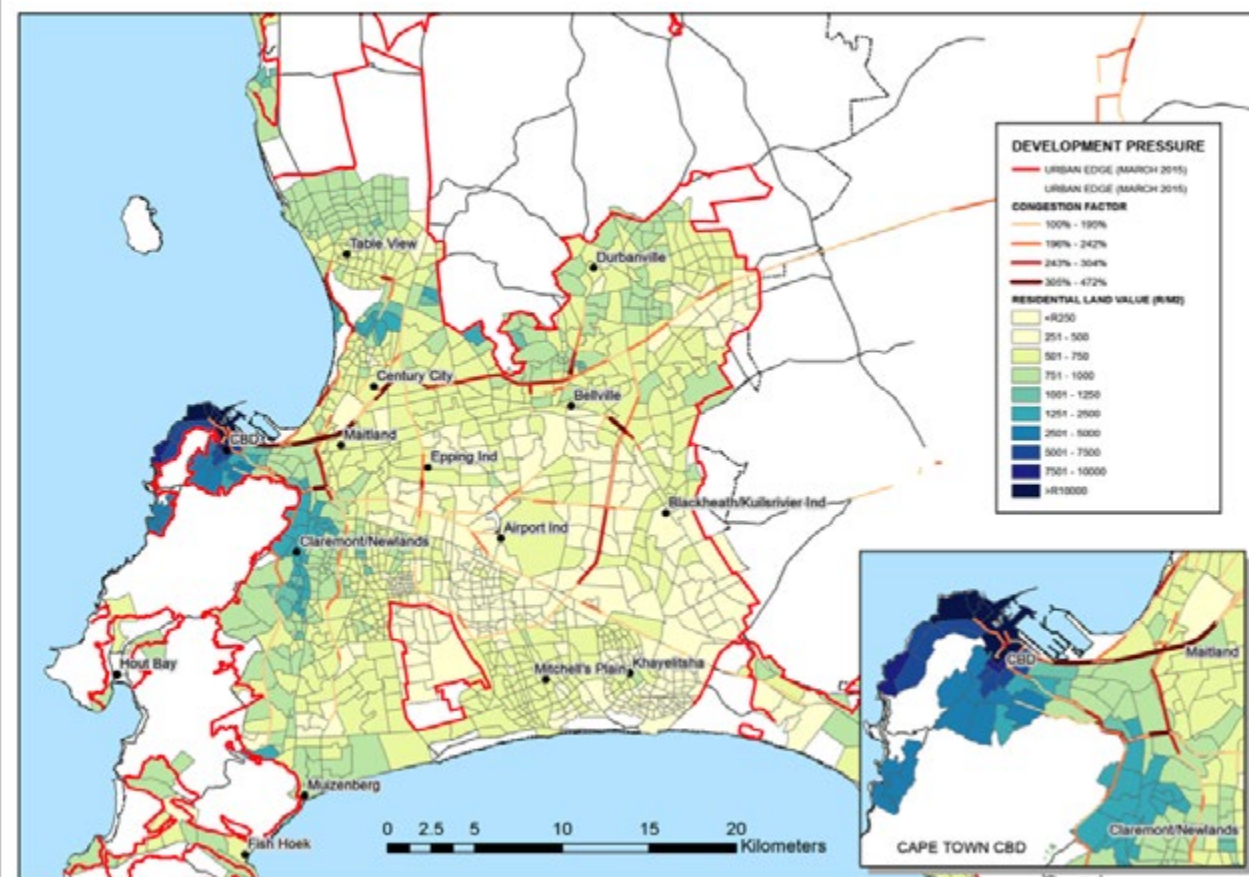 DEVELOPMENT PRESSURE
URBAN EDGE (MARCH 2015)
URBAN EDGE (MARCH 2015)
CONGESTION FACTOR
100% - 195%
196% - 242%
243% - 304%
305% - 472%
RESIDENTIAL LAND VALUE (R/M2)
<R250
251 - 500
501 - 750
751 - 1000
1001 - 1250
1251 - 2500
2501 - 5000
5001 - 7500
7501 - 10000
>R10000
Table View
Durbanville
Century City
Bellville
CBD
Maitland
Epping Ind
Blackheath/Kuilsrivier Ind
Airport Ind
Claremont/Newlands
Hout Bay
Mitchell's Plain
Khayelitsha
Muizenberg
Fish Hoek
0 2.5 5 10 15 20
Kilometers
CBD
Maitland
Claremont/Newlands
CAPE TOWN CBD